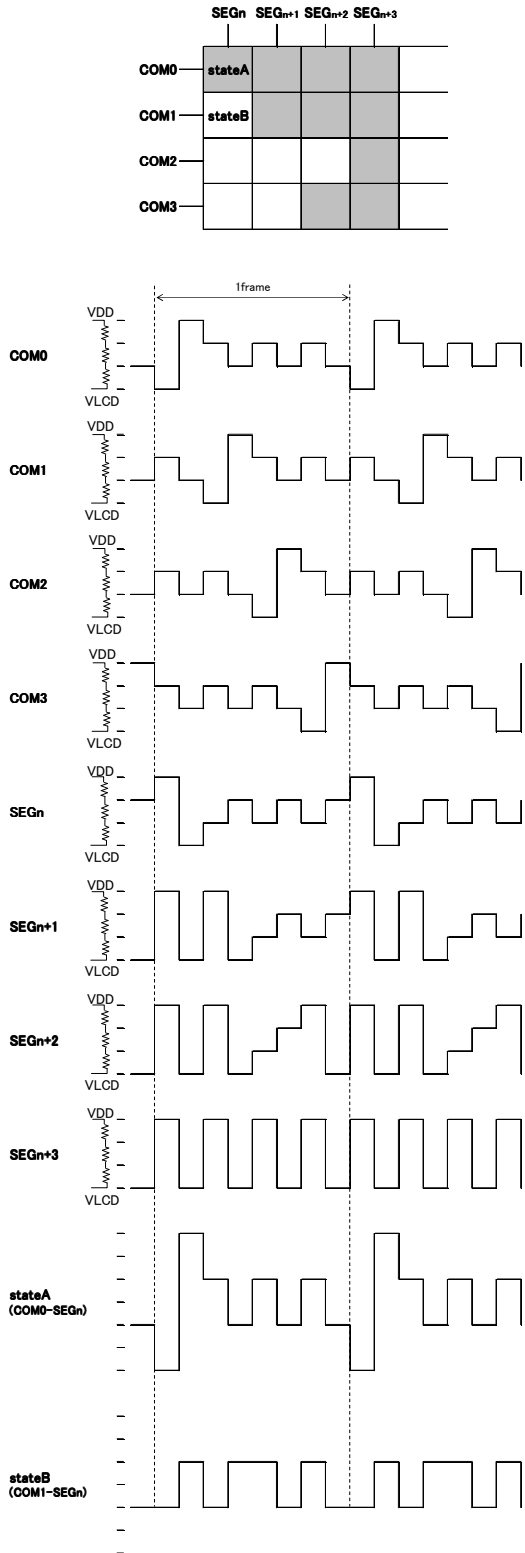 SEGn SEGn+1 SEGn+2 SEGn+3
COM0 stateA
COM1 stateB
COM2
COM3
1frame
VDD
COM0
VLCD
VDD
COM1
VLCD
VDD
COM2
VLCD
VDD
COM3
VLCD
VDD
SEGn
VLCD
VDD
SEGn+1
VLCD
VDD
SEGn+2
VLCD
VDD
SEGn+3
VLCD
stateA
(COM0-SEGn)
stateB
(COM1-SEGn)